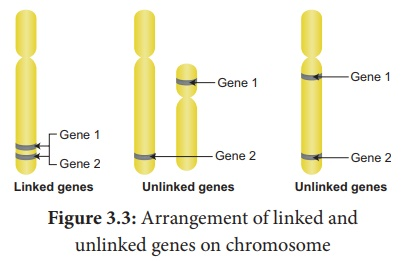 Gene 1
Gene 2
Linked genes
Gene 1
Gene 2
Unlinked genes
Gene 1
Gene 2
Unlinked genes
Figure 3.3: Arrangement of linked and
unlinked genes on chromosome